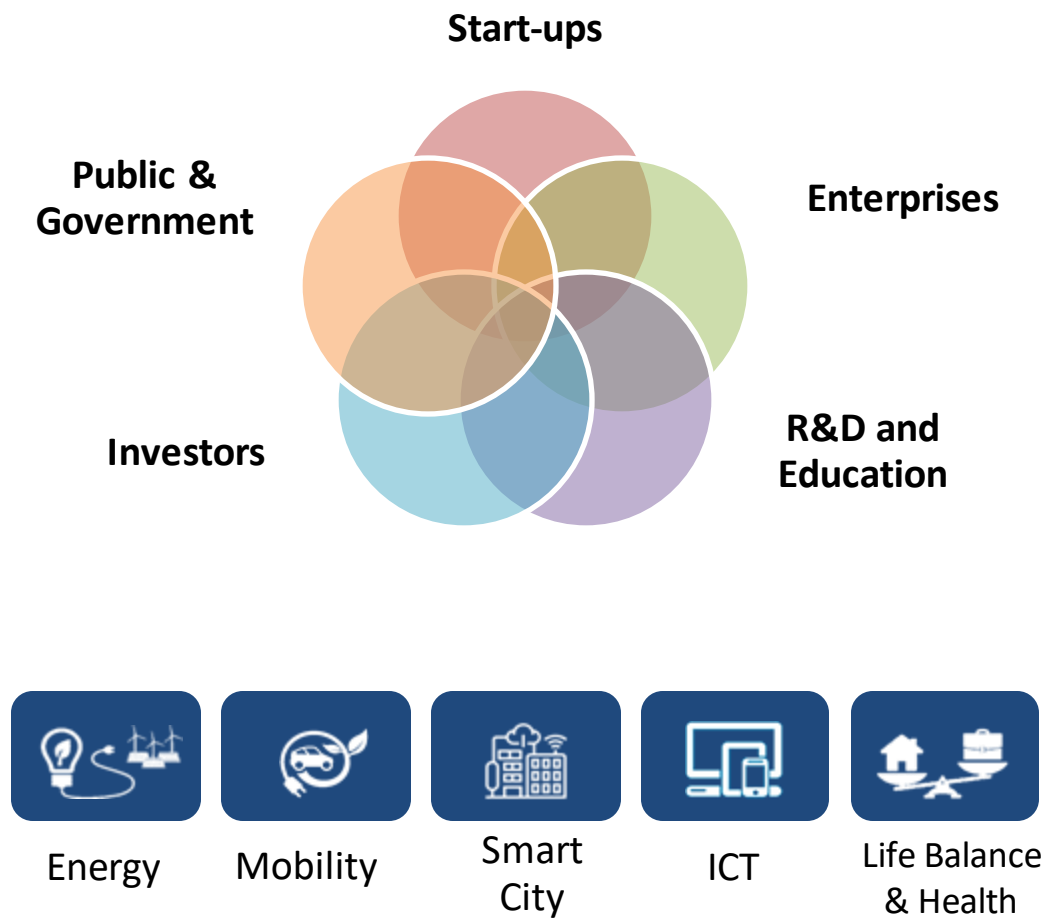 Start-ups
Public &
Government
Enterprises
Investors
R&D and
Education
Energy
Mobility
Smart
City
ICT
Life Balance
& Health